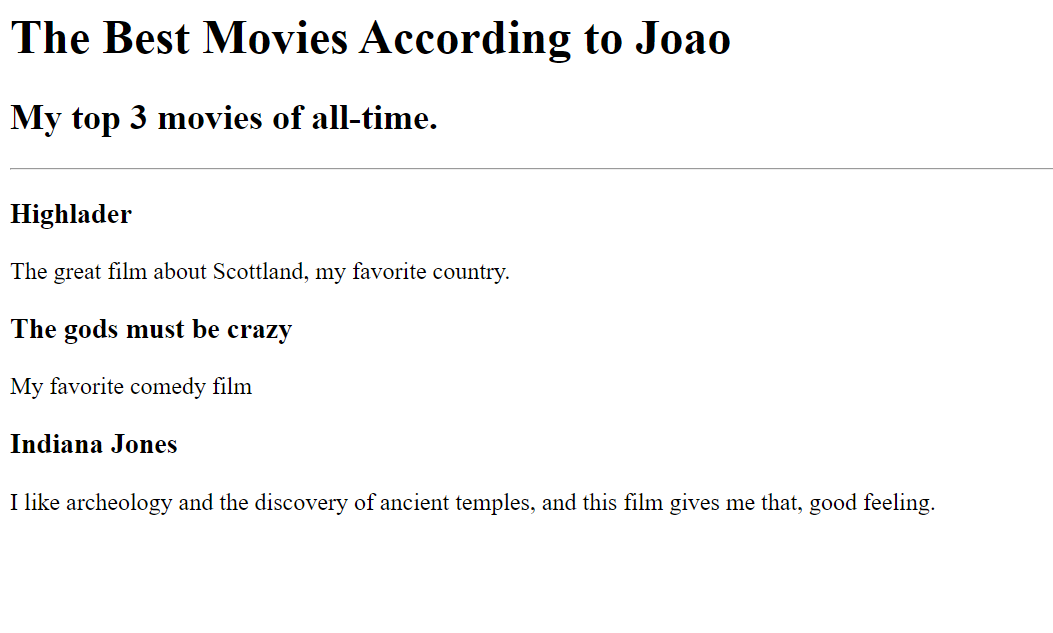 The Best Movies According to Joao
My top 3 movies of all-time.
Highlader
The great film about Scottland, my favorite country.
The gods must be crazy
My favorite comedy film
Indiana Jones
I like archeology and the discovery of ancient temples, and this film gives me that, good feeling.